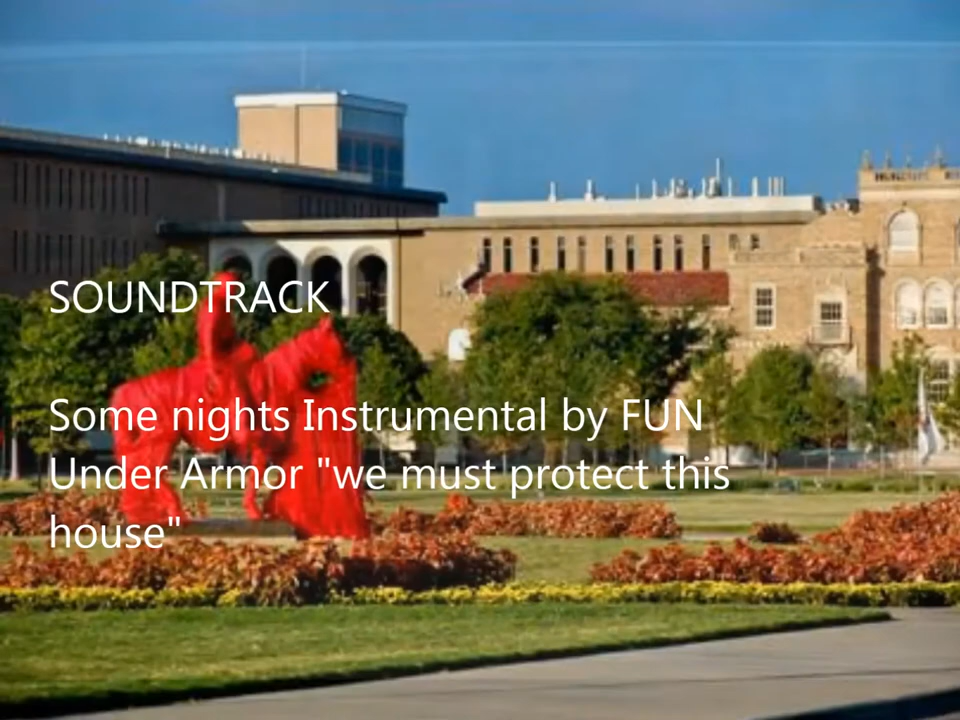 SOUNDTRACK
Some nights Instrumental by FUN
Under Armor "we must protect this
house"